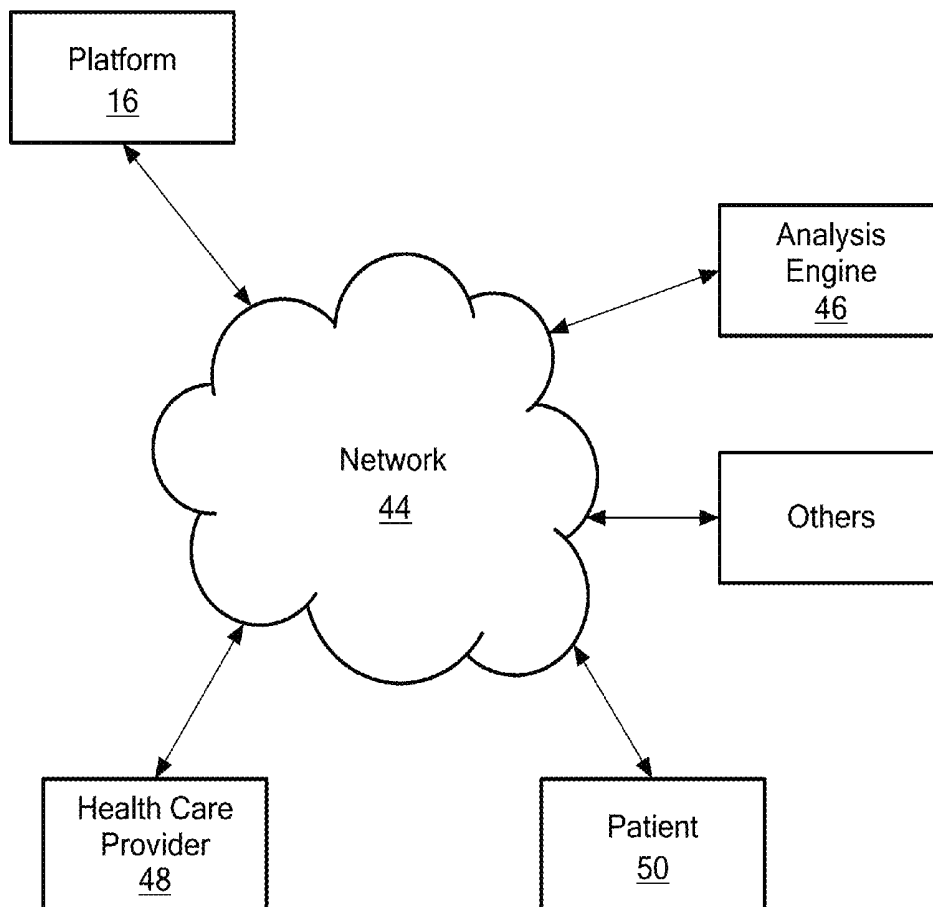 Platform
16
Analysis
Engine
46
Network
44
Others
Health Care
Provider
48
Patient
50